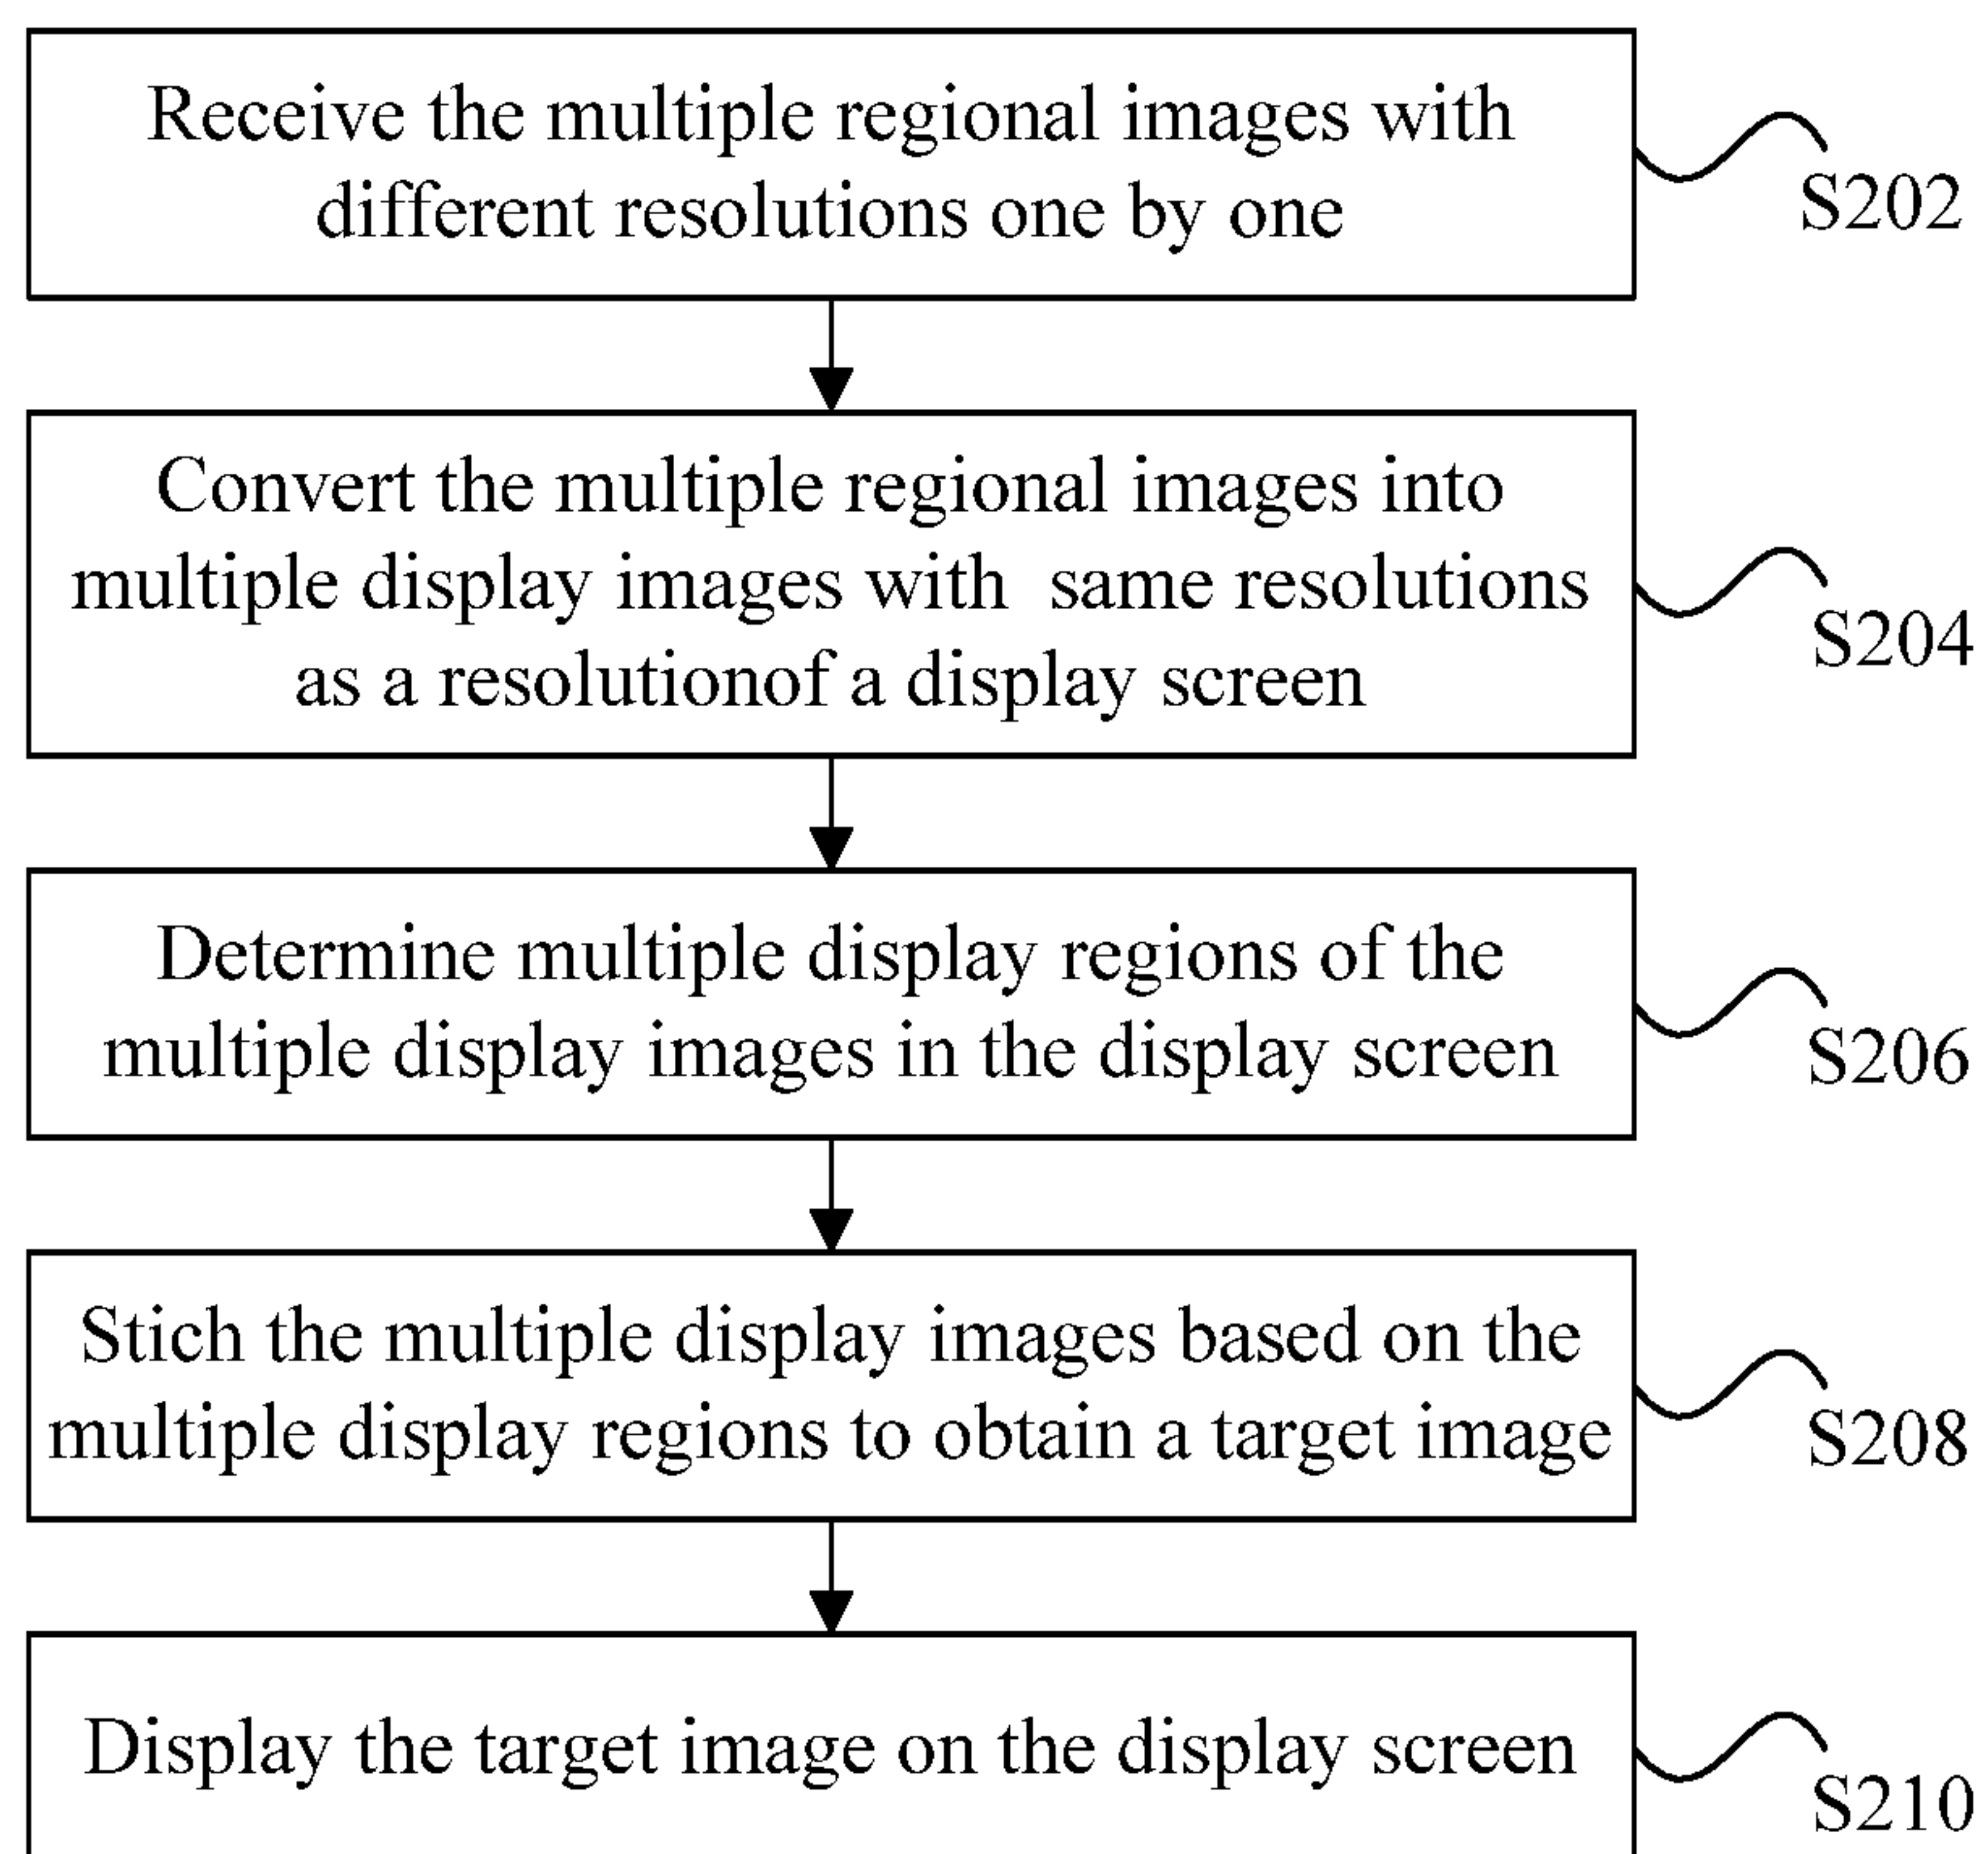 Receive the multiple regional images with
different resolutions one by one
S202
Convert the multiple regional images into
multiple display images with same resolutions
as a resolutionof a display screen
S204
Determine multiple display regions of the
multiple display images in the display screen
S206
Stich the multiple display images based on the
multiple display regions to obtain a target image
S208
Display the target image on the display screen
S210